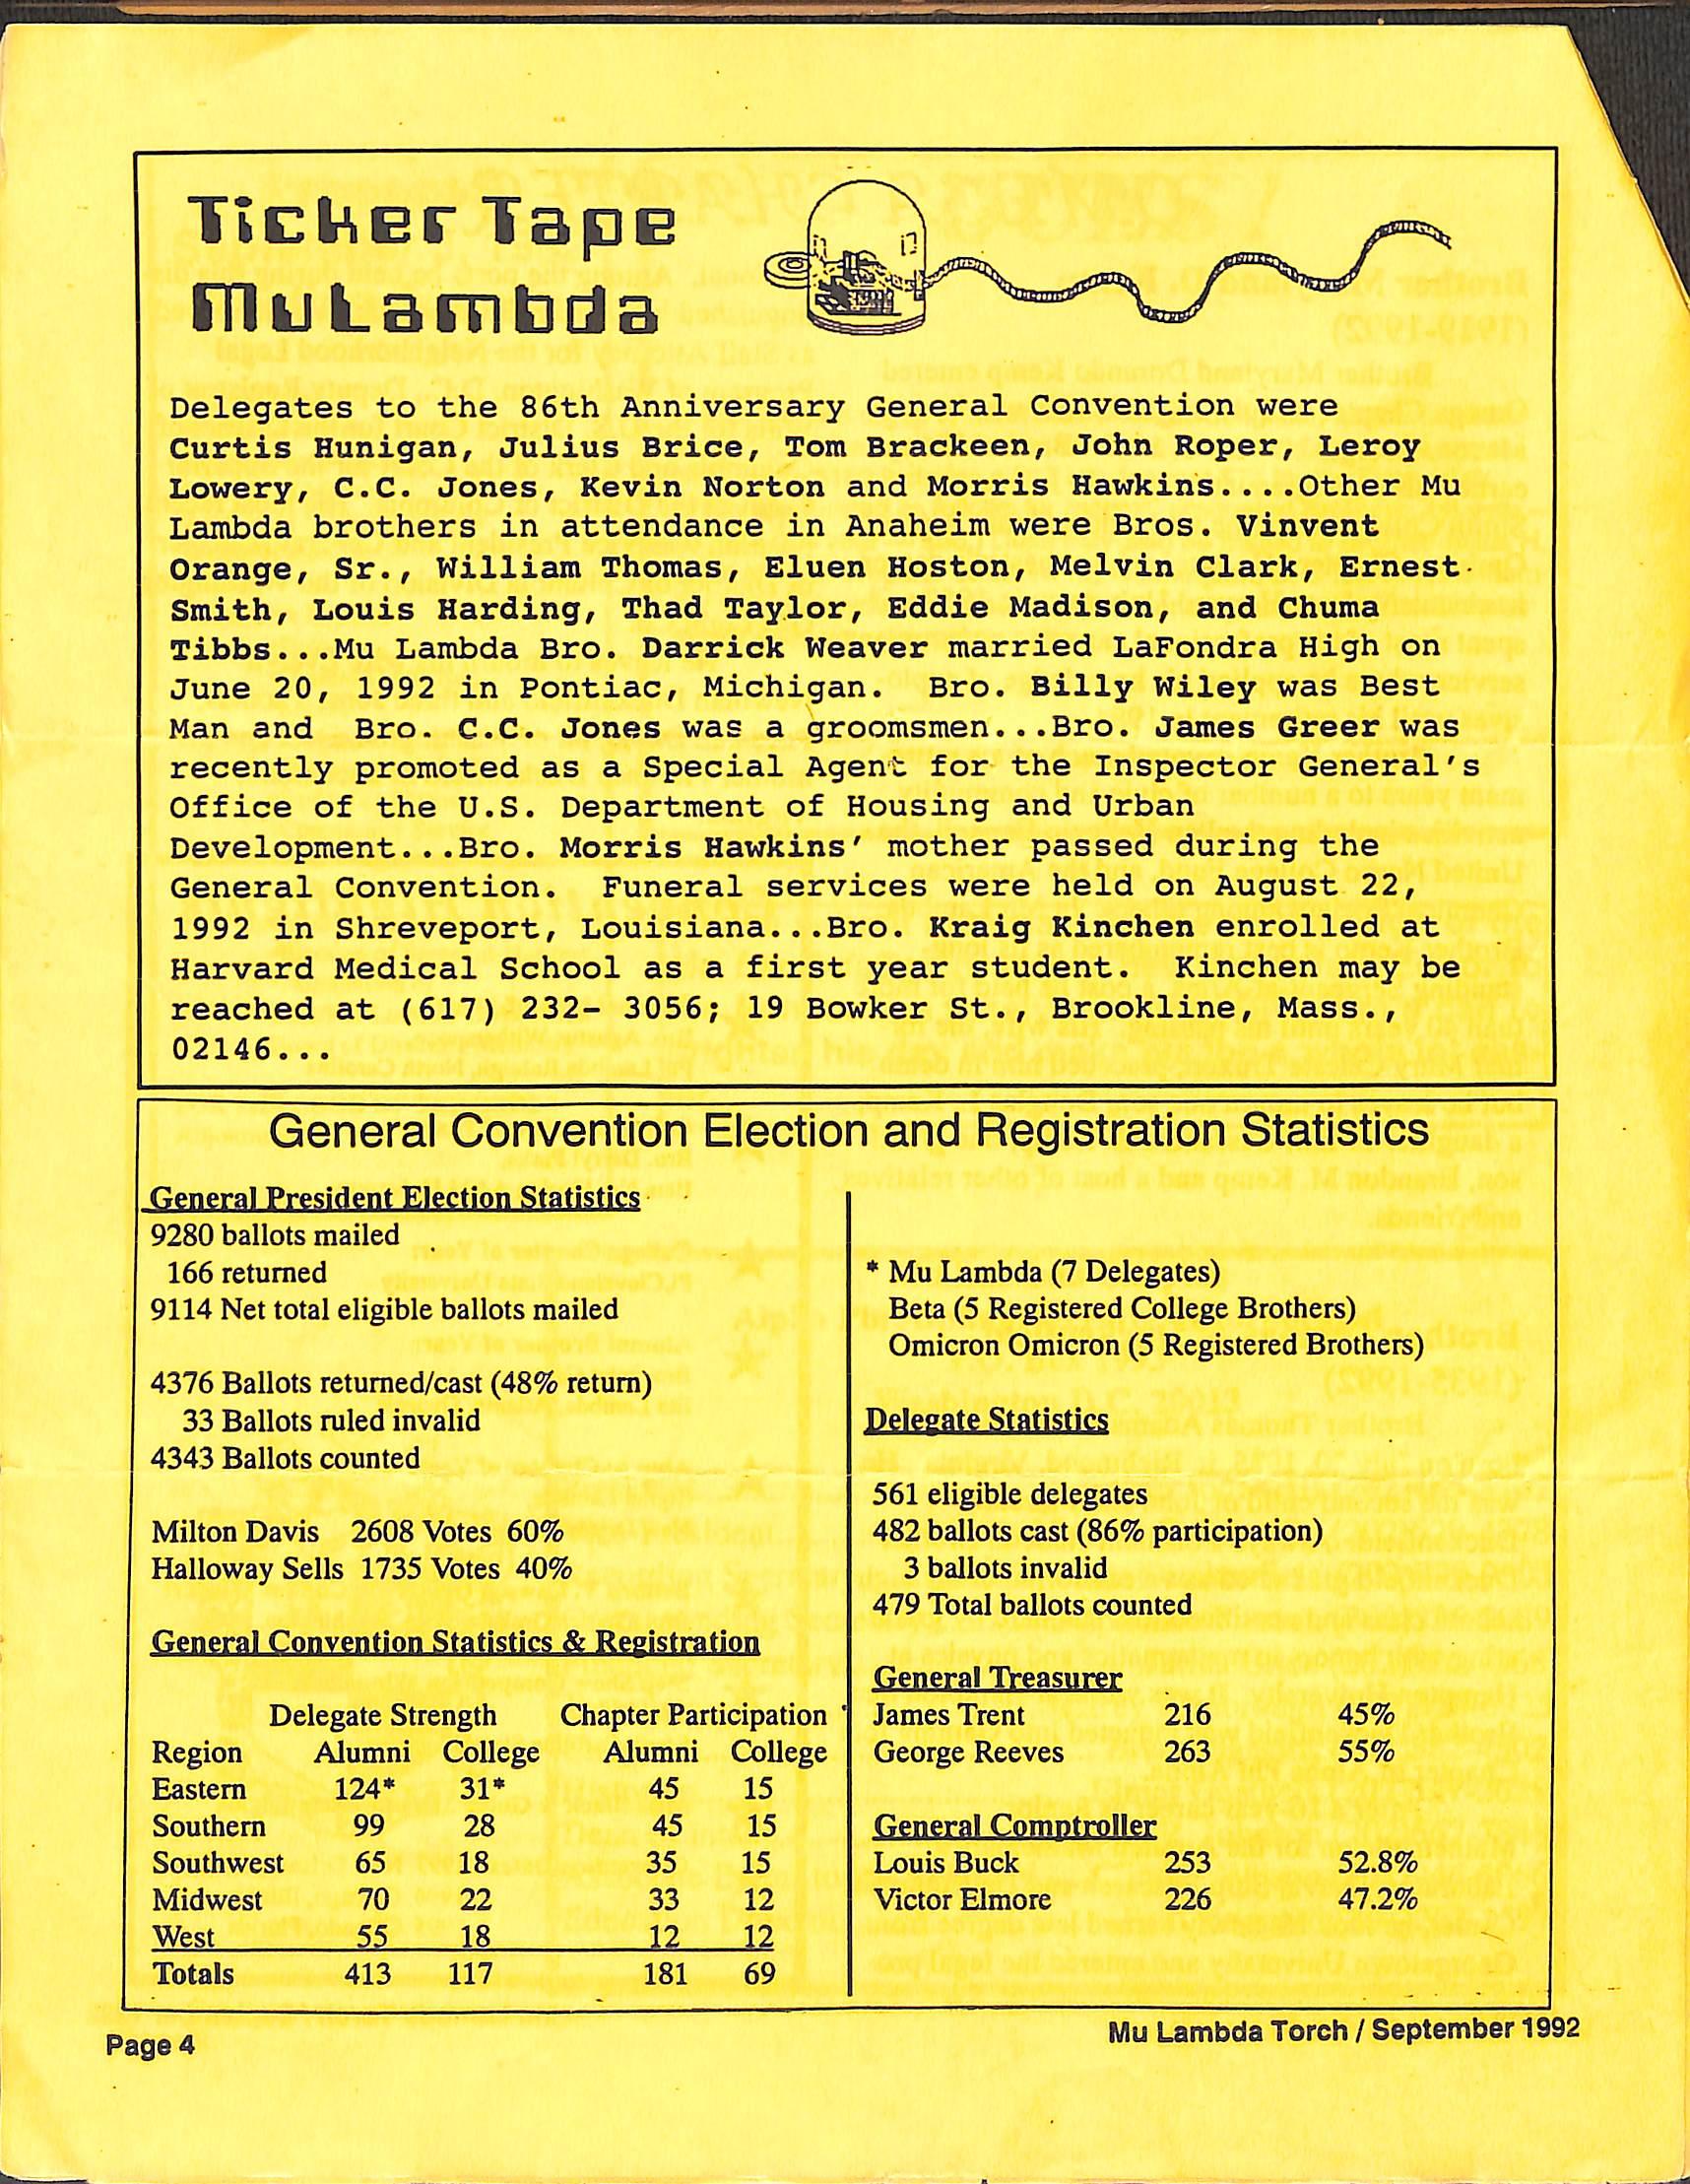 Ticker Tape
MuLambda
Delegates to the 86th Anniversary General Convention were
Curtis Hunigan, Julius Brice, Tom Brackeen, John Roper, Leroy
Lowery, C.C. Jones, Kevin Norton and Morris Hawkins....Other Mu
Lambda brothers in attendance in Anaheim were Bros. Vinvent
Orange, Sr., William Thomas, Eluen Hoston, Melvin Clark, Ernest
Smith, Louis Harding, Thad Taylor, Eddie Madison, and Chuma
Tibbs...Mu Lambda Bro. Darrick Weaver married LaFondra High on
June 20, 1992 in Pontiac, Michigan. Bro. Billy Wiley was Best
Man and Bro. C.C. Jones was a groomsmen...Bro. James Greer was
recently promoted as a Special Agent for the Inspector General's
Office of the U.S. Department of Housing and Urban
Development...Bro. Morris Hawkins' mother passed during the
General Convention. Funeral services were held on August 22,
1992 in Shreveport, Louisiana...Bro. Kraig Kinchen enrolled at
Harvard Medical School as a first year student. Kinchen may be
reached at (617) 232- 3056; 19 Bowker St., Brookline, Mass.,
02146...
General Convention Election and Registration Statistics
General President Election Statistics
9280 ballots mailed
166 returned
9114 Net total eligible ballots mailed
4376 Ballots returned/cast (48% return)
33 Ballots ruled invalid
4343 Ballots counted
Milton Davis 2608 Votes 60%
Halloway Sells 1735 Votes 40%
General Convention Statistics & Registration
Delegate Strength Chapter Participation
Region Alumni College Alumni College
Eastern 124* 31* 45 15
Southern 99 28 45 15
Southwest 65 18 35 15
Midwest 70 22 33 12
West 55 18 12 12
Totals 413 117 181 69
* Mu Lambda (7 Delegates)
Beta (5 Registered College Brothers)
Omicron Omicron (5 Registered Brothers)
Delegate Statistics
561 eligible delegates
482 ballots cast (86% participation)
3 ballots invalid
479 Total ballots counted
General Treasurer
James Trent 216 45%
George Reeves 263 55%
General Comptroller
Louis Buck 253 52.8%
Victor Elmore 226 47.2%
Page 4
Mu Lambda Torch / September 1992